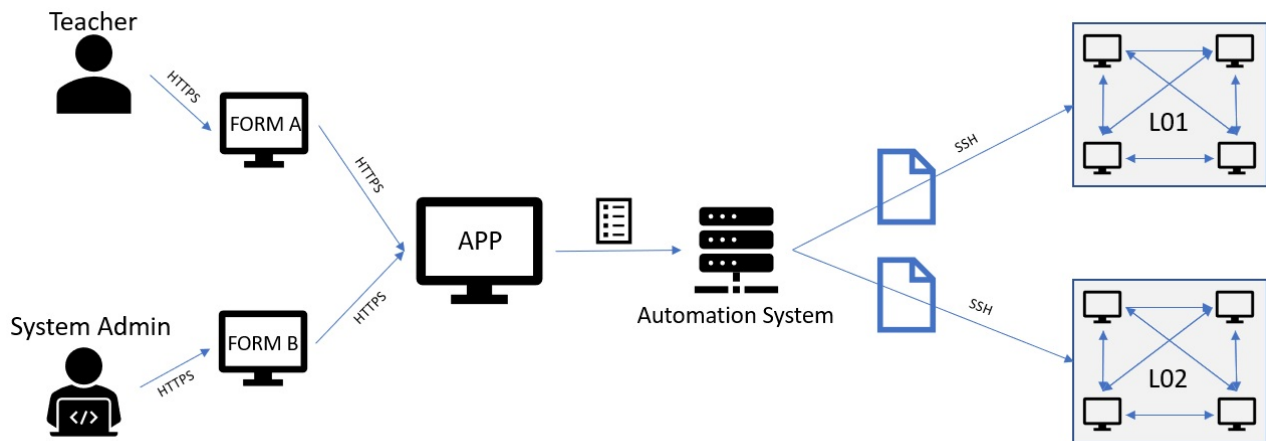 Teacher
HTTPS
FORM A
HTTPS
APP
System Admin
</>
HTTPS
FORM B
HTTPS
Automation System
SSH
L01
SSH
L02